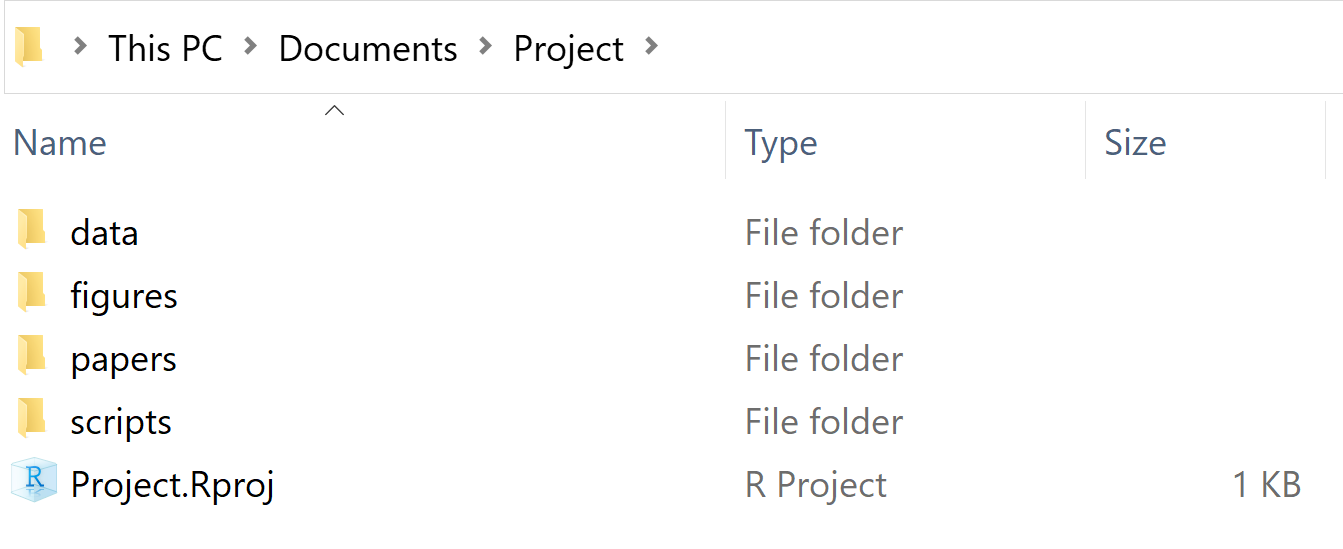 This PC > Documents > Project >
Name Type Size
data File folder
figures File folder
papers File folder
scripts File folder
R Project.Rproj R Project 1 KB